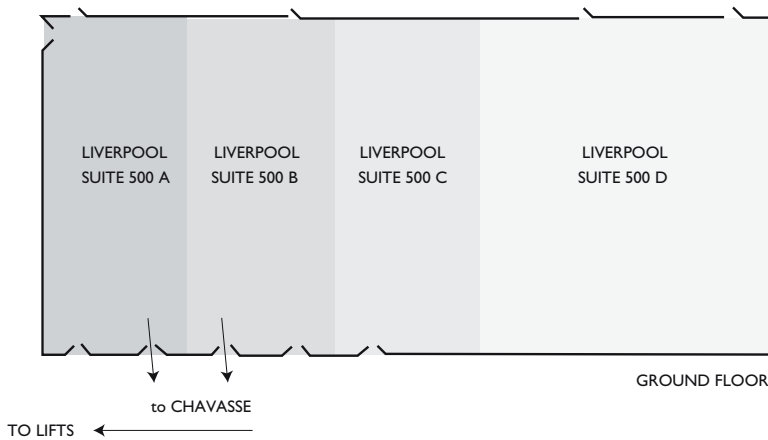 LIVERPOOL
SUITE 500 A
LIVERPOOL
SUITE 500 B
LIVERPOOL
SUITE 500 C
LIVERPOOL
SUITE 500 D
GROUND FLOOR
to CHAVASSE
TO LIFTS